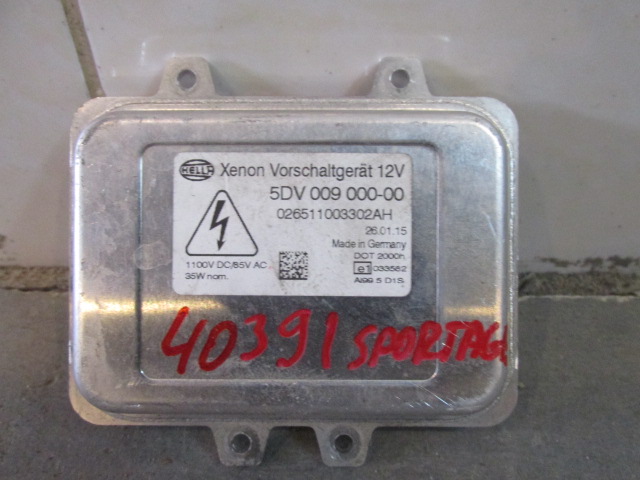 HELLA Xenon Vorschaltgerät 12V
5DV 009 000-00
026511003302AH
26.01.15
Made in Germany
DOT 2000h
1100V DC/85V AC
35W nom.
e1 033582
A99 5 D1S
40391 SPORTAGE